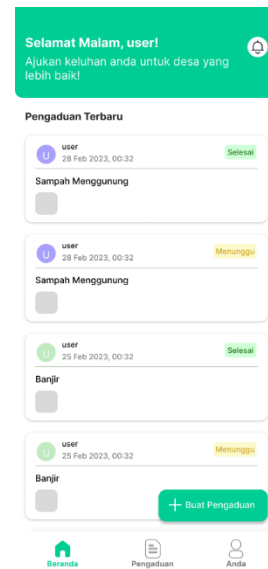 Selamat Malam, user!
Ajukan keluhan anda untuk desa yang
lebih baik!
Pengaduan Terbaru
U
user
28 Feb 2023, 00:32
Selesai
Sampah Menggunung
U
user
28 Feb 2023, 00:32
Menunggu
Sampah Menggunung
U
user
25 Feb 2023, 00:32
Selesai
Banjir
U
user
25 Feb 2023, 00:32
Menunggu
Banjir
+ Buat Pengaduan
Beranda
Pengaduan
Anda